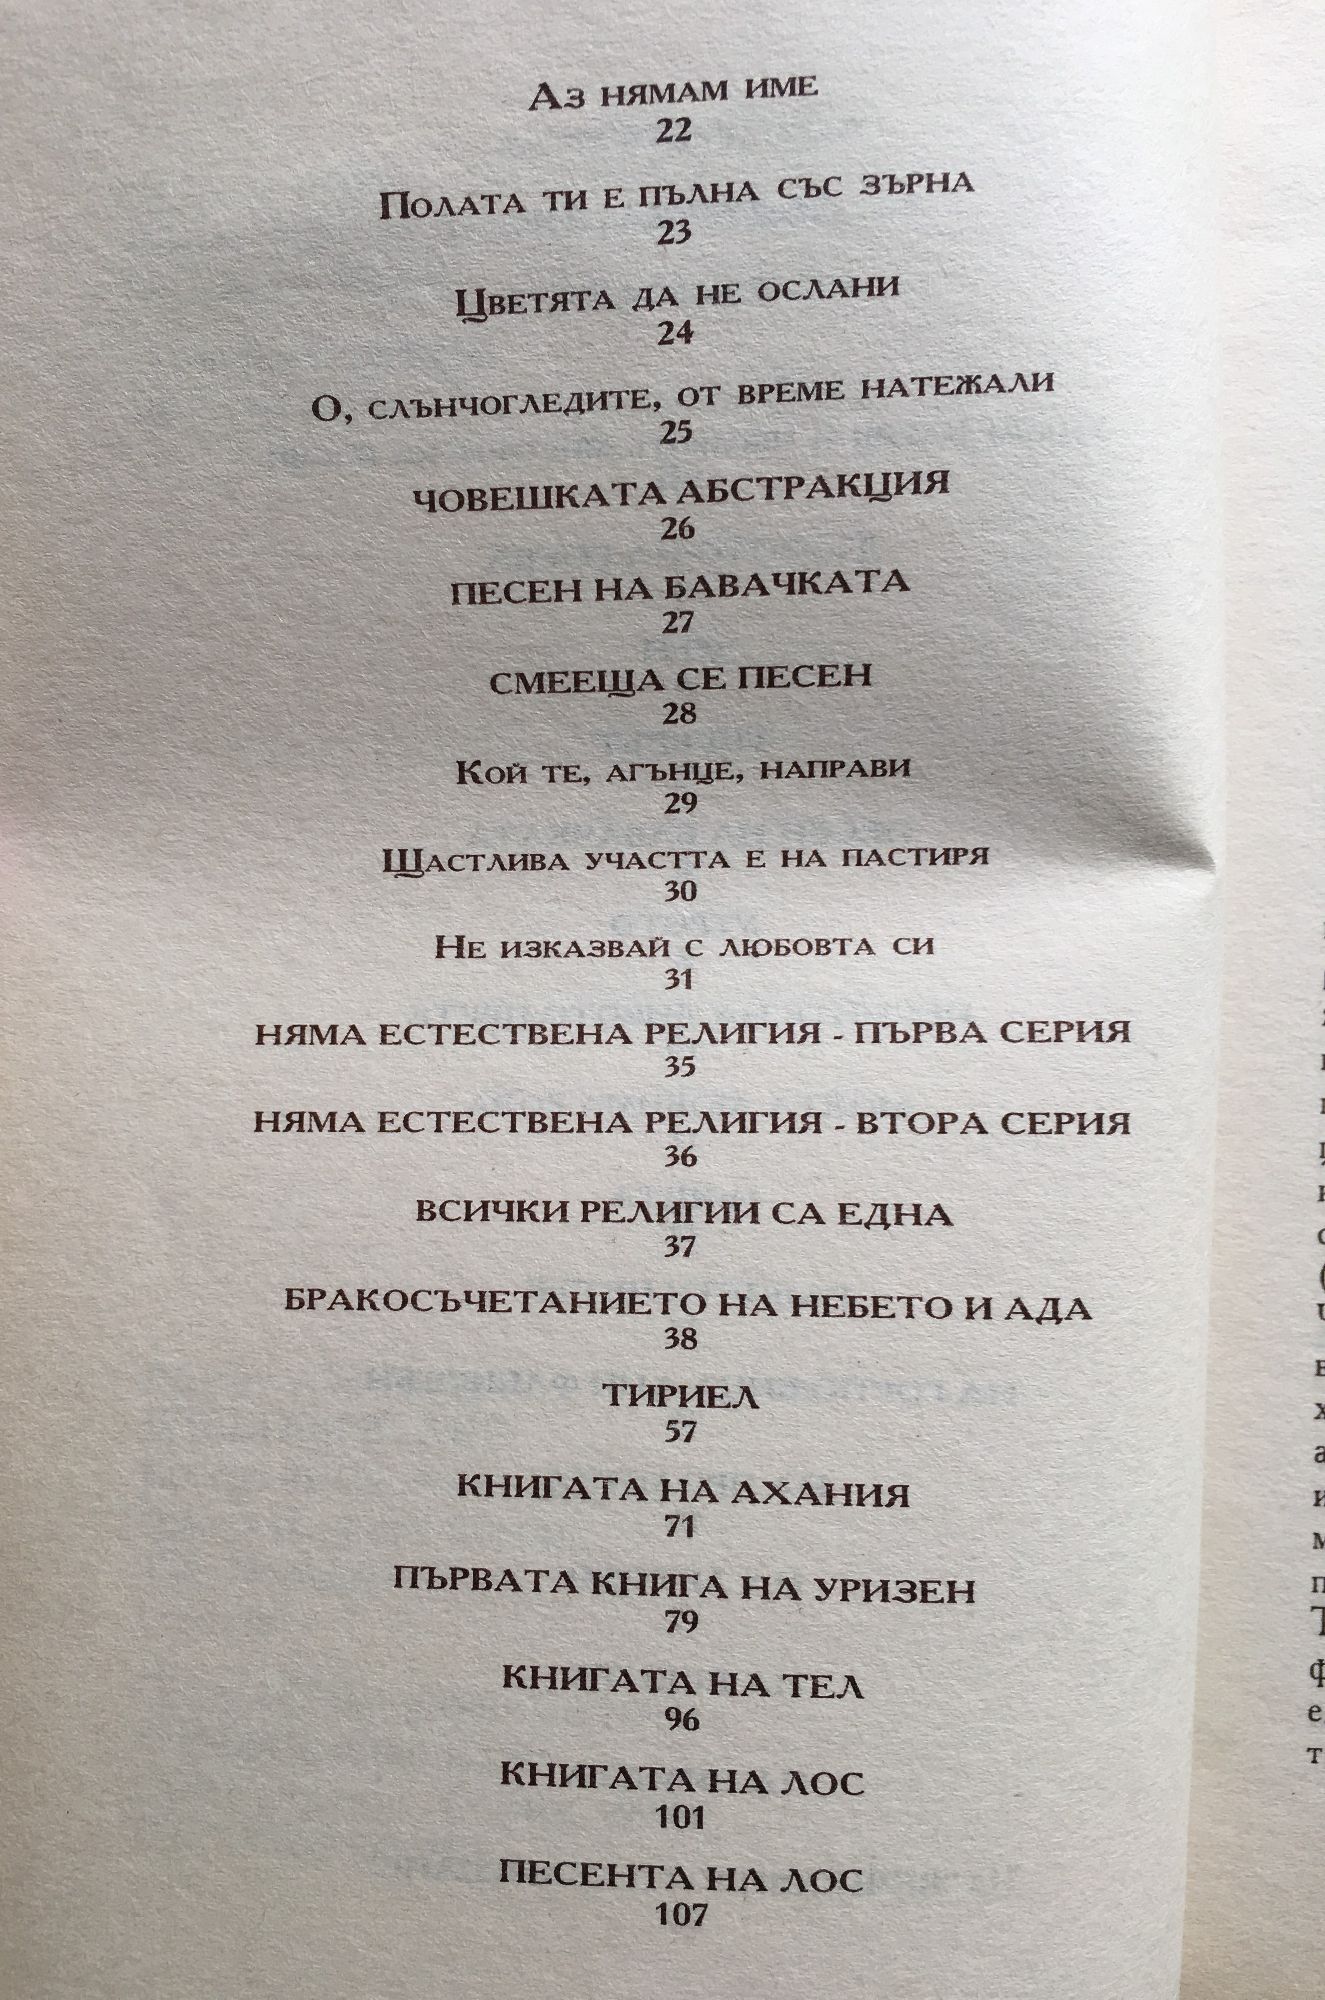 Аз нямам име
22
Полата ти е пълна със зърна
23
Цветята да не ослани
24
О, слънчогледите, от време натежали
25
ЧОВЕШКАТА АБСТРАКЦИЯ
26
ПЕСЕН НА БАВАЧКАТА
27
СМЕЕЩА СЕ ПЕСЕН
28
Кой те, агънце, направи
29
Щастлива участта е на пастиря
30
Не изказвай с любовта си
31
НЯМА ЕСТЕСТВЕНА РЕЛИГИЯ - ПЪРВА СЕРИЯ
35
НЯМА ЕСТЕСТВЕНА РЕЛИГИЯ - ВТОРА СЕРИЯ
36
ВСИЧКИ РЕЛИГИИ СА ЕДНА
37
БРАКОСЪЧЕТАНИЕТО НА НЕБЕТО И АДА
38
ТИРИЕЛ
57
КНИГАТА НА АХАНИЯ
71
ПЪРВАТА КНИГА НА УРИЗЕН
79
КНИГАТА НА ТЕЛ
96
КНИГАТА НА ЛОС
101
ПЕСЕНТА НА ЛОС
107